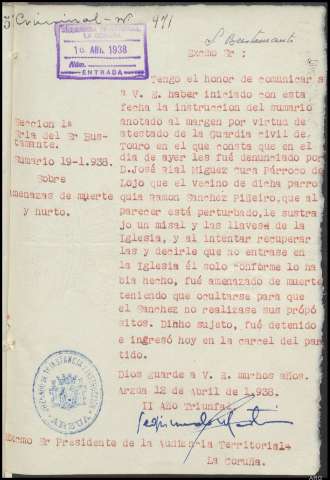 Criminal-Nº 471
S. Bustamante
LA CORUÑA
16 ABR. 1938
Núm.
ENTRADA
Excmo Sr :
Tengo el honor de comunicar
a V. E. haber iniciado con esta
fecha la instruccion del sumario
anotado al margen por virtud de
atestado de la Guardia civil de
Touro en el que consta que en el
dia de ayer les fué denunciado por
D.José Rial Miguez Cura Párroco de
Lojo que el vecino de dicha parro
quia Ramon Sanchez Piñeiro,que al
parecer está perturbado,le sustra
jo un misal y las llaves de la
Iglesia, y al intentar recuperar
las y decirle que no entrase en
la Iglesia él solo conforme lo ha
bia hecho, fué amenazado de muerte
teniendo que ocultarse para que
el Sanchez no realizase sus própó
sitos. Dicho sujeto, fué detenido
e ingresó hoy en la carcel del par
tido.
Seccion 1a
Sria del Sr Bus-
tamante.
Sumario 19-1.938.
Sobre
amenazas de muerte
y hurto.
Dios guarde a V. E. muchos años.
Arzua 12 de Abril de 1.938.
II Año Triunfal
Excmo Sr Presidente de la Audiencia Territorial-
La Coruña.